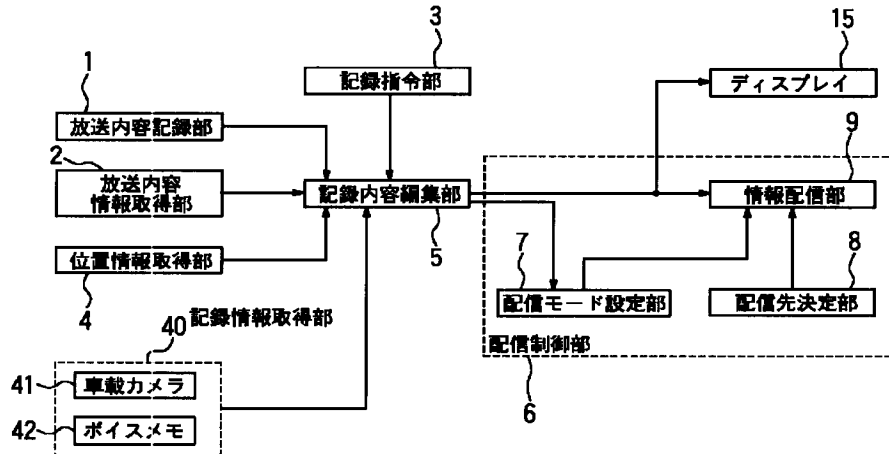 3
15
1
記録指令部
ディスプレイ
放送内容記録部
2
9
放送内容
情報取得部
記録内容編集部
情報配信部
5
位置情報取得部
7
8
4
配信モード設定部
配信先決定部
40
記録情報取得部
配信制御部
41
車載カメラ
6
42
ボイスメモ